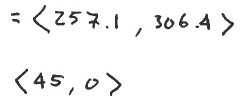 = <257.1, 306.4>
<45, 0>